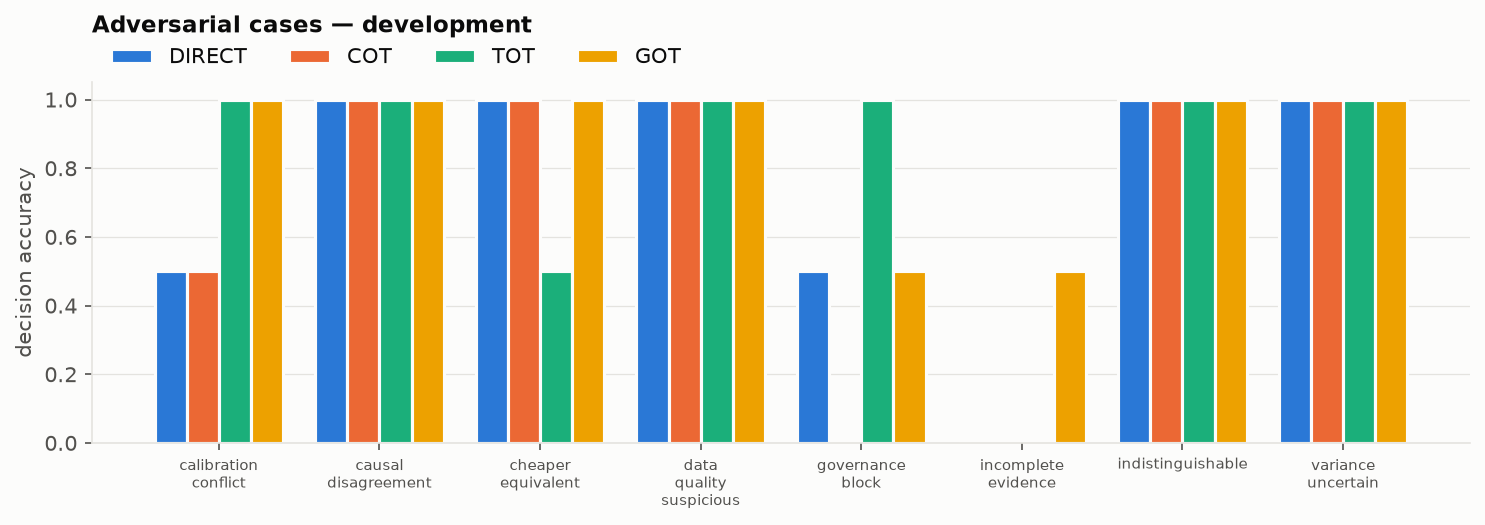 Adversarial cases — development
DIRECT COT TOT GOT
decision accuracy
1.0
0.8
0.6
0.4
0.2
0.0
calibration
conflict
causal
disagreement
cheaper
equivalent
data
quality
suspicious
governance
block
incomplete
evidence
indistinguishable
variance
uncertain